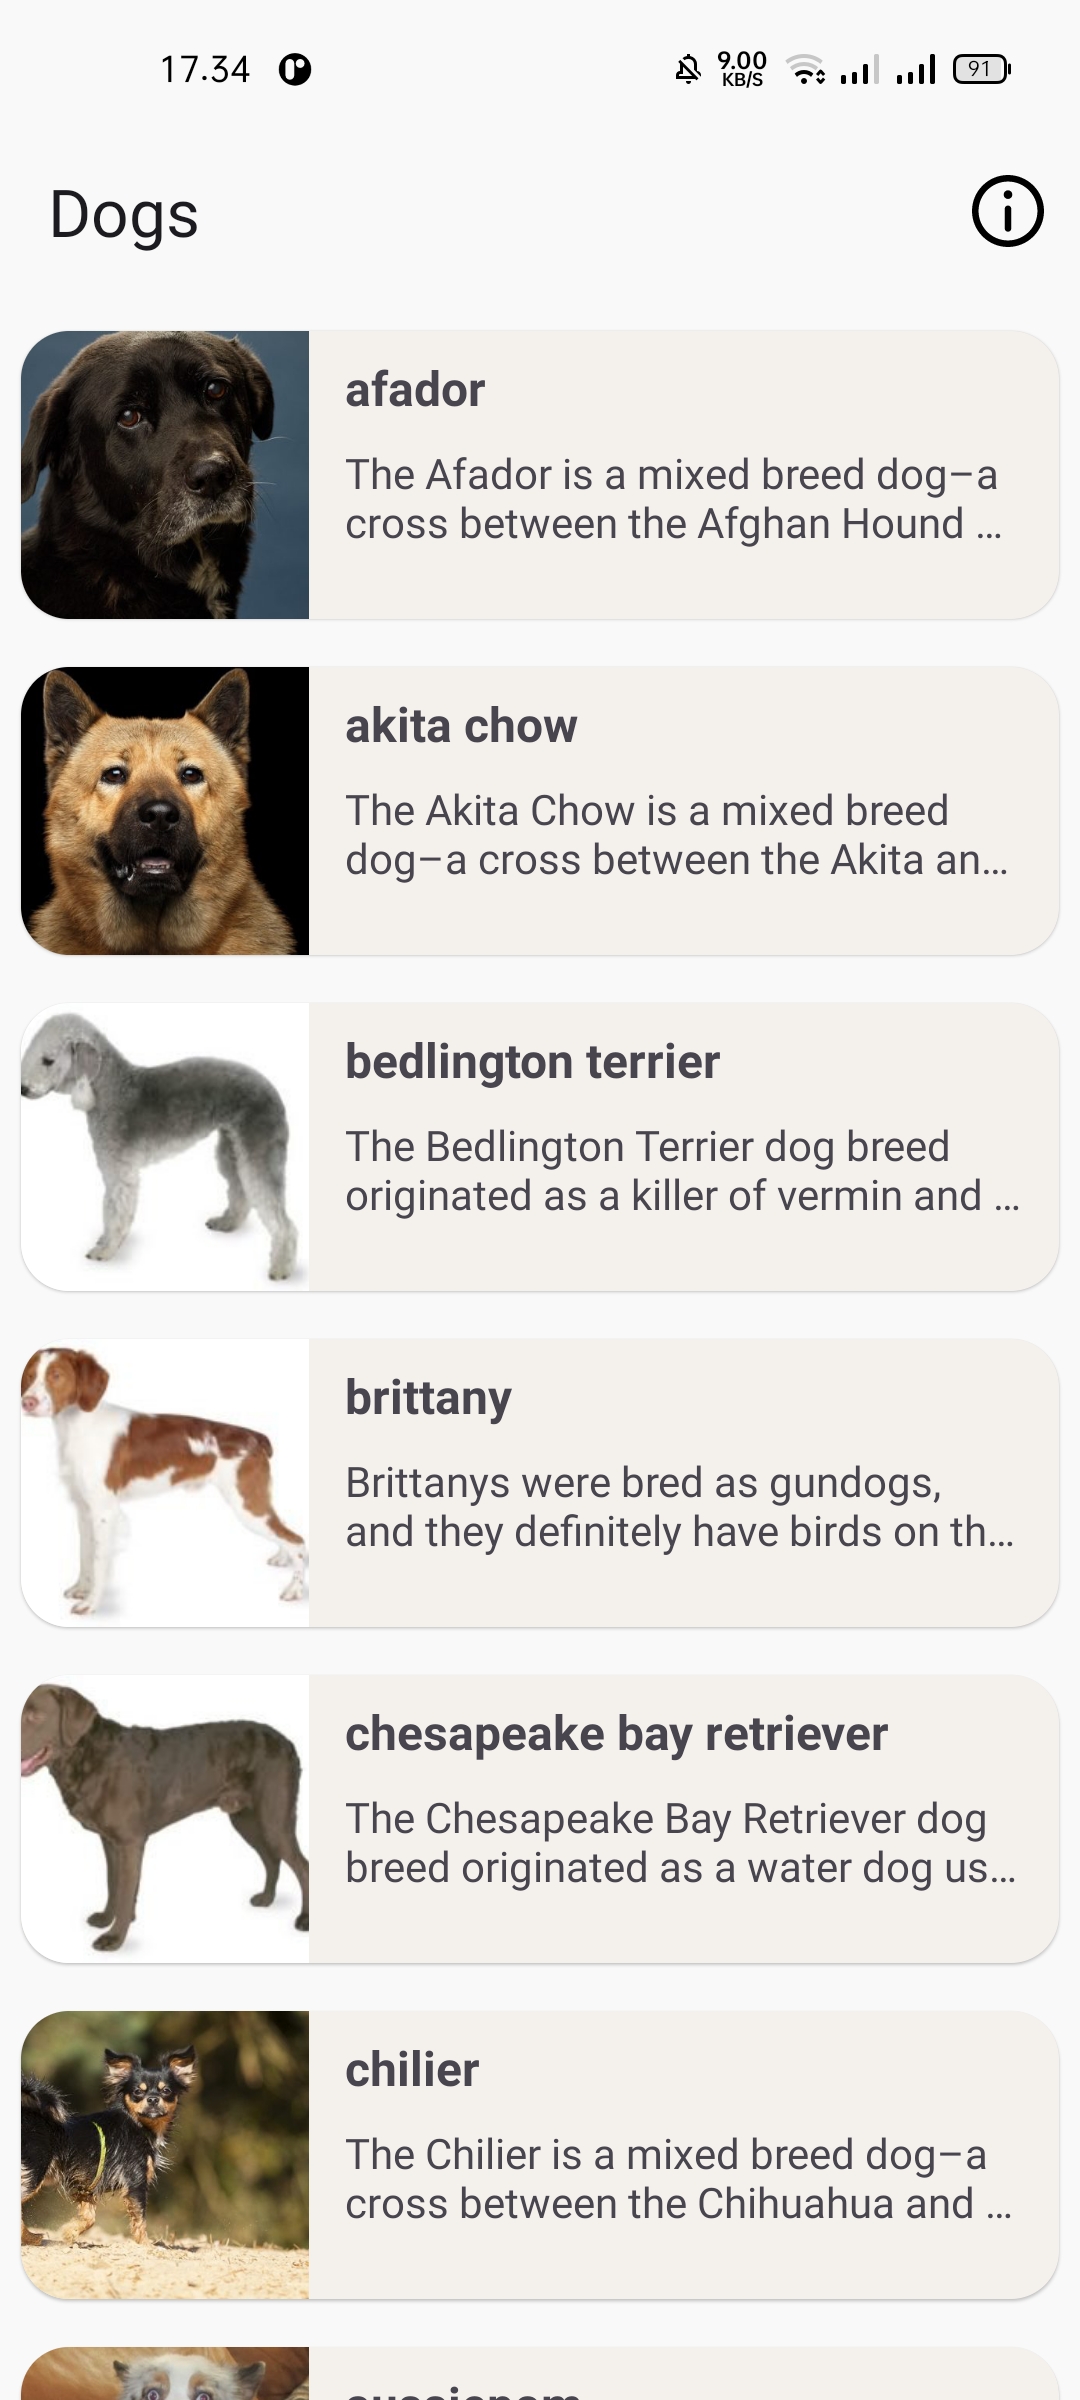 17.34
9.00
KB/S
91
Dogs
afador
The Afador is a mixed breed dog–a
cross between the Afghan Hound ...
akita chow
The Akita Chow is a mixed breed
dog–a cross between the Akita an...
bedlington terrier
The Bedlington Terrier dog breed
originated as a killer of vermin and ...
brittany
Brittanys were bred as gundogs,
and they definitely have birds on th...
chesapeake bay retriever
The Chesapeake Bay Retriever dog
breed originated as a water dog us...
chilier
The Chilier is a mixed breed dog–a
cross between the Chihuahua and ...